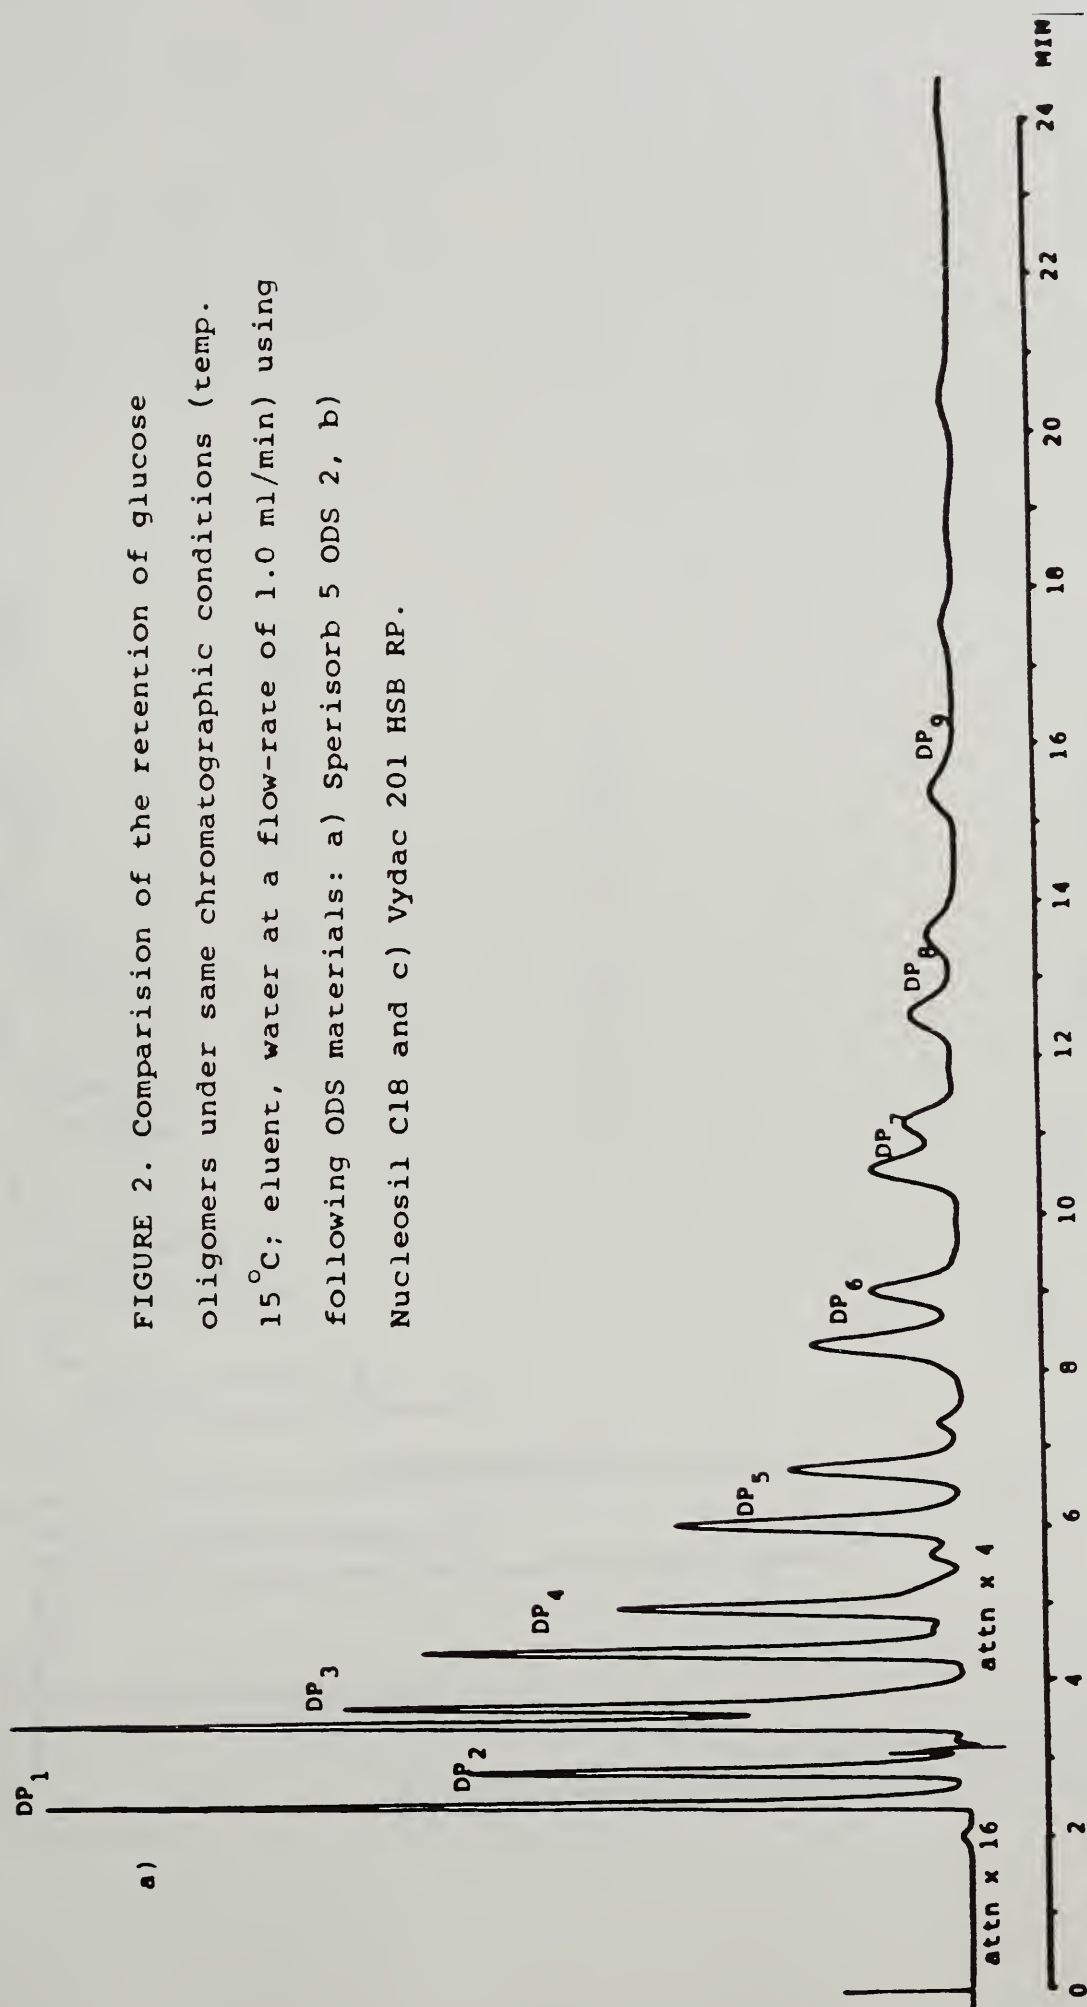 FIGURE 2. Comparision of the retention of glucose
oligomers under same chromatographic conditions (temp.
15°C; eluent, water at a flow-rate of 1.0 ml/min) using
following ODS materials: a) Sperisorb 5 ODS 2, b)
Nucleosil C18 and c) Vydac 201 HSB RP.
a)
DP1
DP2
DP3
DP4
DP5
DP6
DP7
DP8
DP9
attn x 16
attn x 4
0 2 4 6 8 10 12 14 16 18 20 22 24 MIN